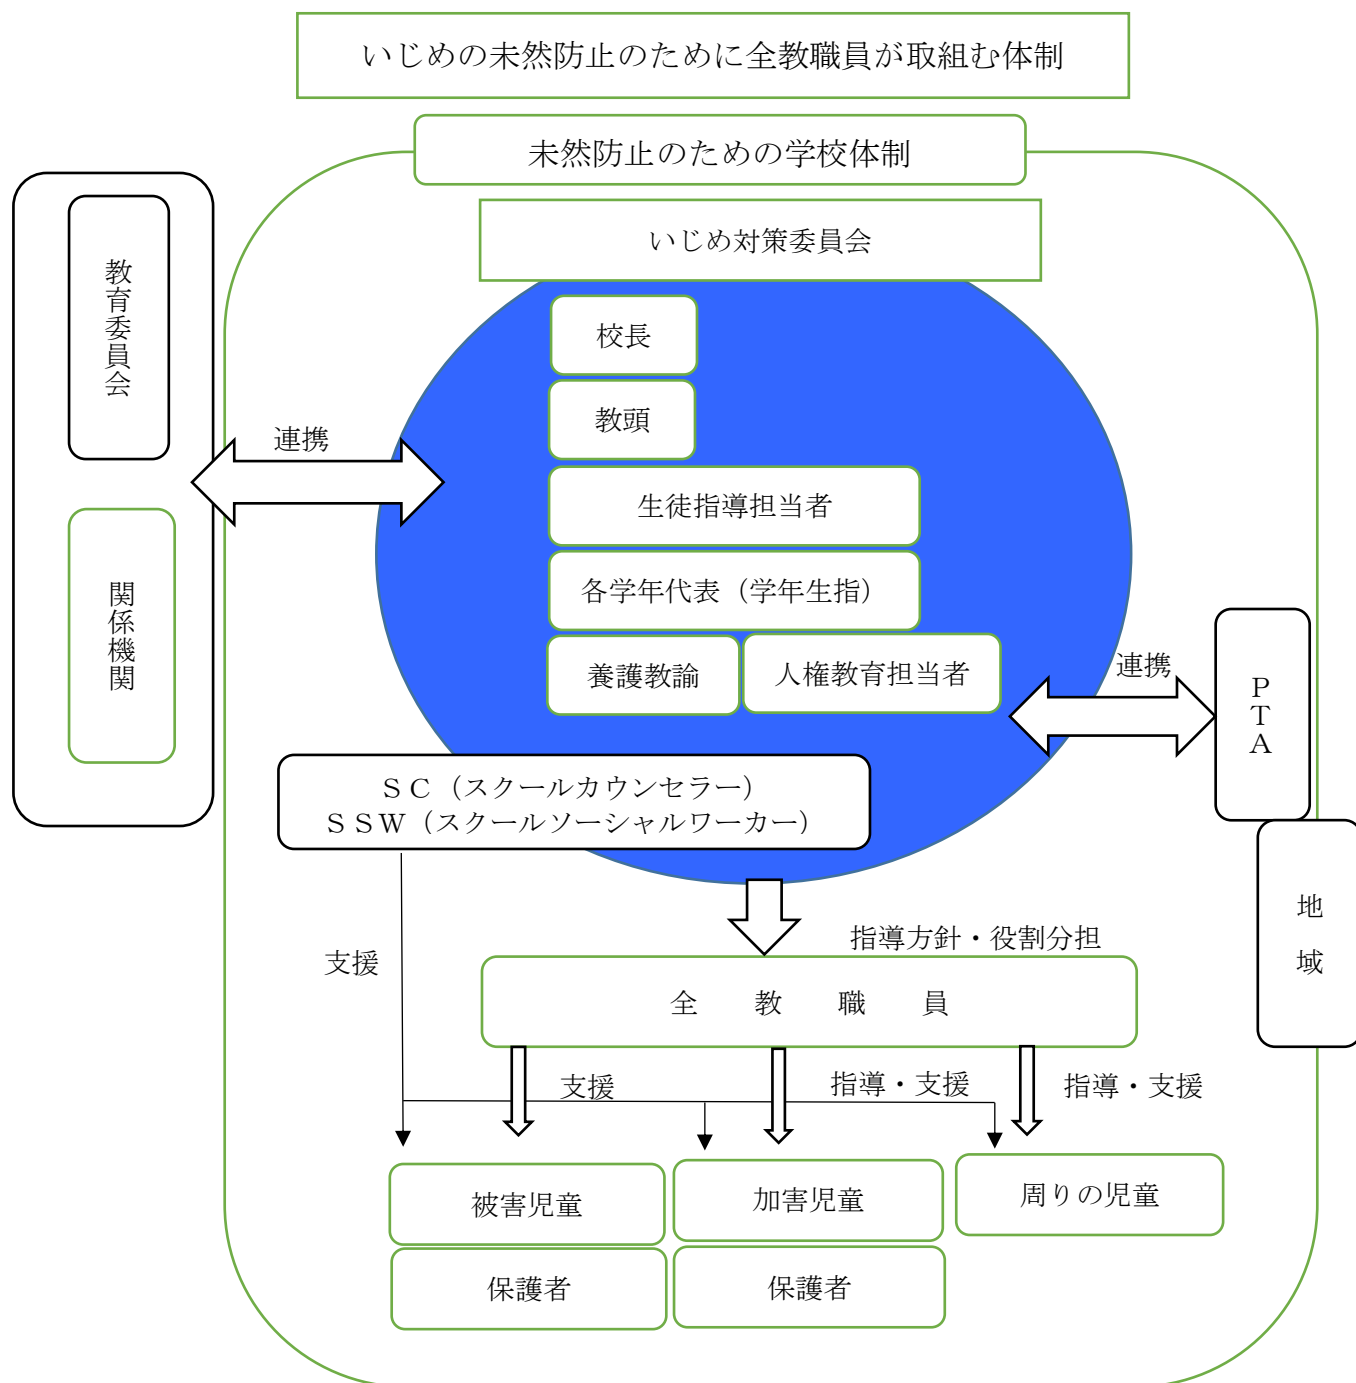 いじめの未然防止のために全教職員が取組む体制
未然防止のための学校体制
いじめ対策委員会
教育委員会
関係機関
連携
校長
教頭
生徒指導担当者
各学年代表（学年生指）
養護教諭
人権教育担当者
連携
ＰＴＡ
地域
ＳＣ（スクールカウンセラー）
ＳＳＷ（スクールソーシャルワーカー）
指導方針・役割分担
支援
全　教　職　員
支援
指導・支援
指導・支援
被害児童
加害児童
周りの児童
保護者
保護者